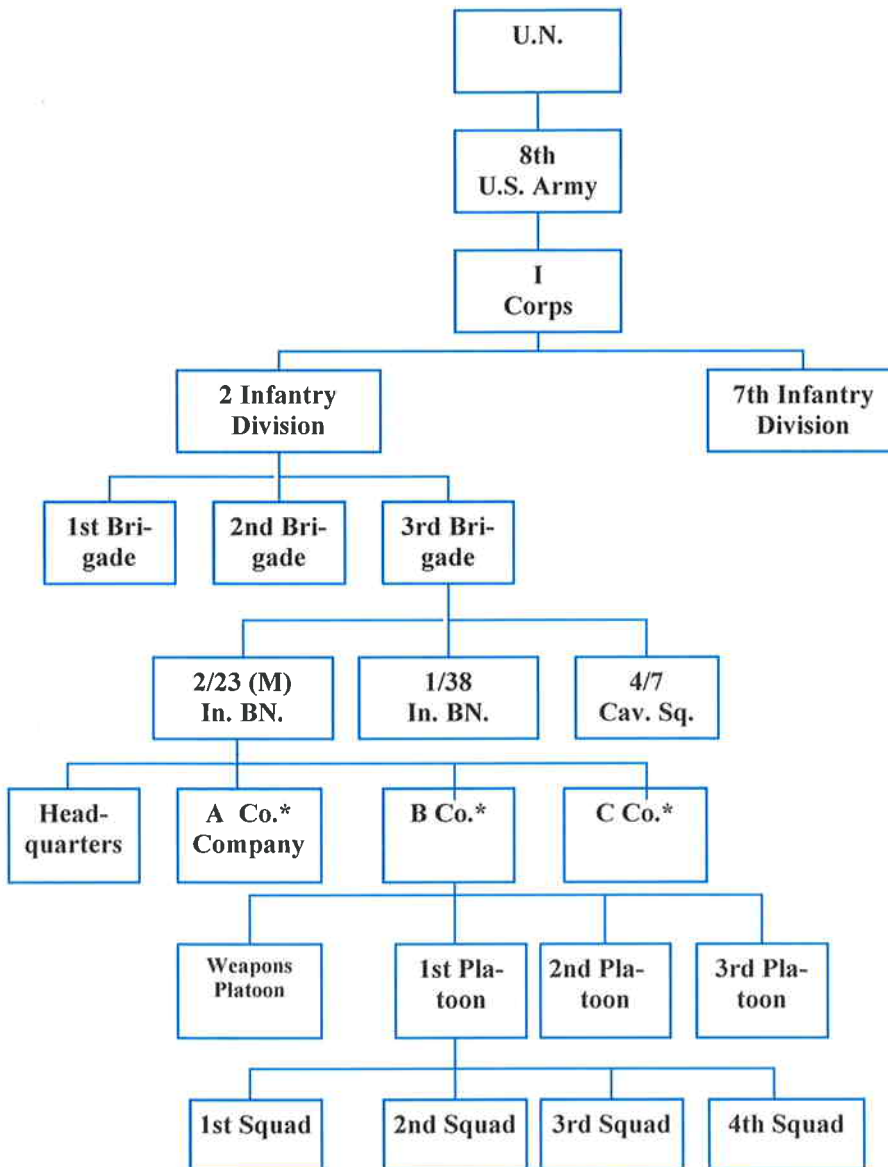 U.N.
8th
U.S. Army
I
Corps
2 Infantry
Division
7th Infantry
Division
1st Bri-
gade
2nd Bri-
gade
3rd Bri-
gade
2/23 (M)
In. BN.
1/38
In. BN.
4/7
Cav. Sq.
Head-
quarters
A Co.*
Company
B Co.*
C Co.*
Weapons
Platoon
1st Pla-
toon
2nd Pla-
toon
3rd Pla-
toon
1st Squad
2nd Squad
3rd Squad
4th Squad